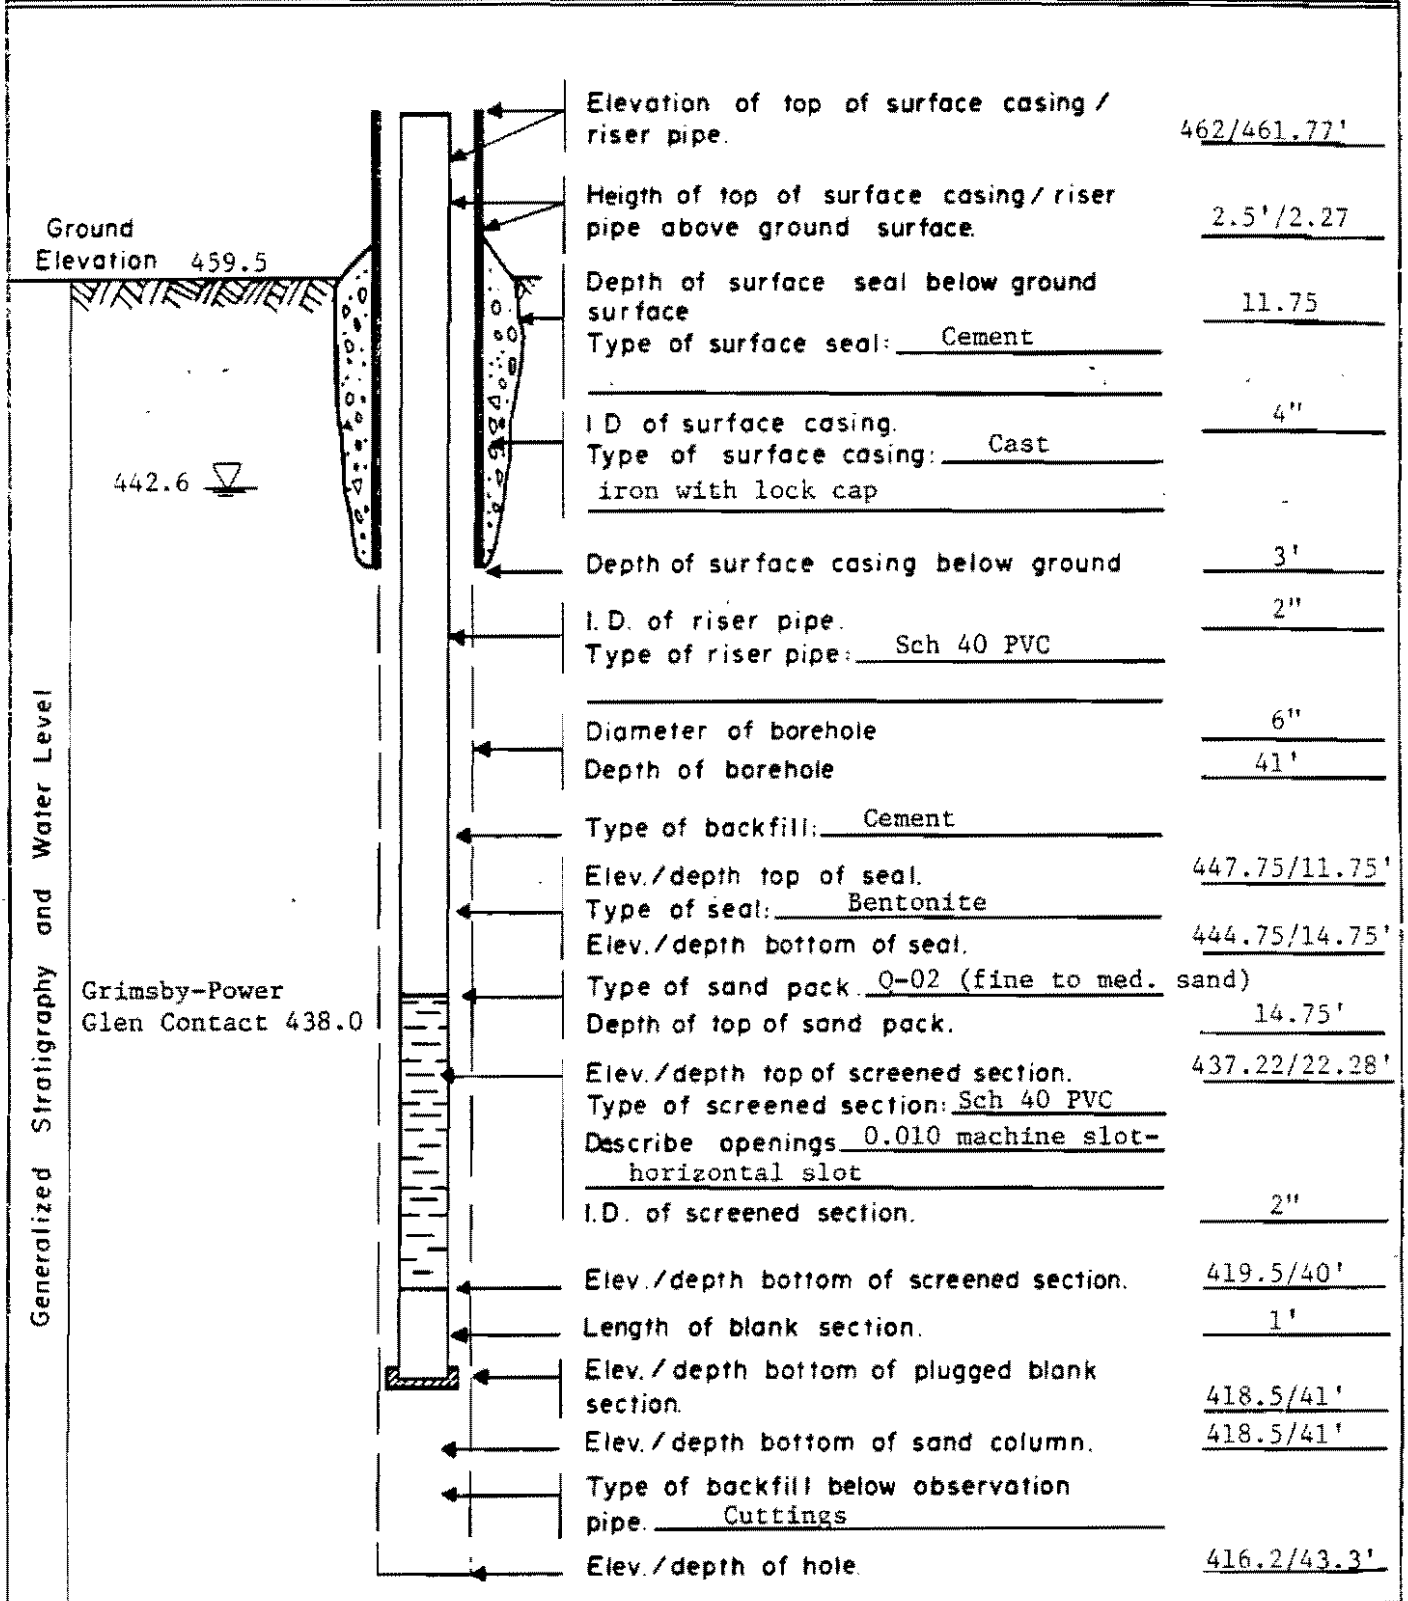 Elevation of top of surface casing /
riser pipe. 462/461.77'
Heigth of top of surface casing / riser
pipe above ground surface. 2.5'/2.27
Ground
Elevation 459.5
Depth of surface seal below ground
surface 11.75
Type of surface seal: Cement
I D of surface casing. 4"
Type of surface casing: Cast
iron with lock cap
442.6
Depth of surface casing below ground 3'
I.D. of riser pipe. 2"
Type of riser pipe: Sch 40 PVC
Diameter of borehole 6"
Depth of borehole 41'
Type of backfill: Cement
Elev./depth top of seal. 447.75/11.75'
Type of seal: Bentonite
Elev./depth bottom of seal. 444.75/14.75'
Type of sand pack. Q-02 (fine to med. sand)
Depth of top of sand pack. 14.75'
Grimsby-Power
Glen Contact 438.0
Elev./depth top of screened section. 437.22/22.28'
Type of screened section: Sch 40 PVC
Describe openings 0.010 machine slot-
horizontal slot
I.D. of screened section. 2"
Elev./depth bottom of screened section. 419.5/40'
Length of blank section. 1'
Elev./depth bottom of plugged blank
section. 418.5/41'
Elev./depth bottom of sand column. 418.5/41'
Type of backfill below observation
pipe. Cuttings
Elev./depth of hole. 416.2/43.3'
Generalized Stratigraphy and Water Level